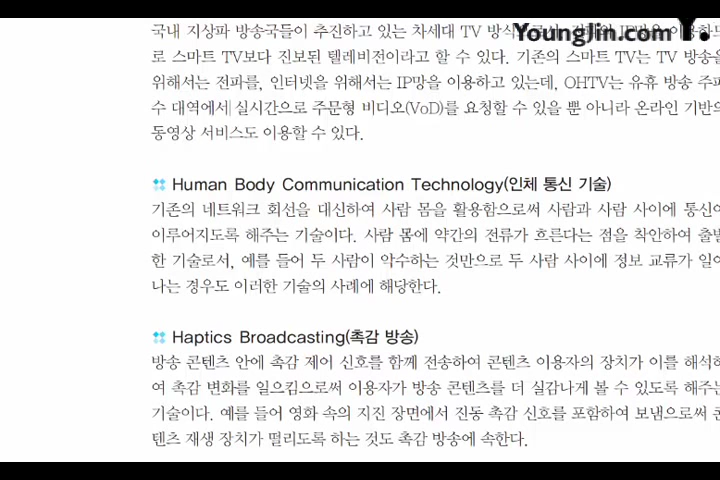 Younglin.com Y.
국내 지상파 방송국들이 추진하고 있는 차세대 TV 방식
로 스마트 TV보다 진보된 텔레비전이라고 할 수 있다. 기존의 스마트 TV는 TV 방송을
위해서는 전파를, 인터넷을 위해서는 IP망을 이용하고 있는데, OHTV는 유휴 방송 주파
수 대역에서 실시간으로 주문형 비디오(VoD)를 요청할 수 있을 뿐 아니라 온라인 기반의
동영상 서비스도 이용할 수 있다.
Human Body Communication Technology(인체 통신 기술)
기존의 네트워크 회선을 대신하여 사람 몸을 활용함으로써 사람과 사람 사이에 통신이
이루어지도록 해주는 기술이다. 사람 몸에 약간의 전류가 흐른다는 점을 착안하여 출발
한 기술로서, 예를 들어 두 사람이 악수하는 것만으로 두 사람 사이에 정보 교류가 일어
나는 경우도 이러한 기술의 사례에 해당한다.
Haptics Broadcasting(촉감 방송)
방송 콘텐츠 안에 촉감 제어 신호를 함께 전송하여 콘텐츠 이용자의 장치가 이를 해석하
여 촉감 변화를 일으킴으로써 이용자가 방송 콘텐츠를 더 실감나게 볼 수 있도록 해주는
기술이다. 예를 들어 영화 속의 지진 장면에서 진동 촉감 신호를 포함하여 보냄으로써 콘
텐츠 재생 장치가 떨리도록 하는 것도 촉감 방송에 속한다.